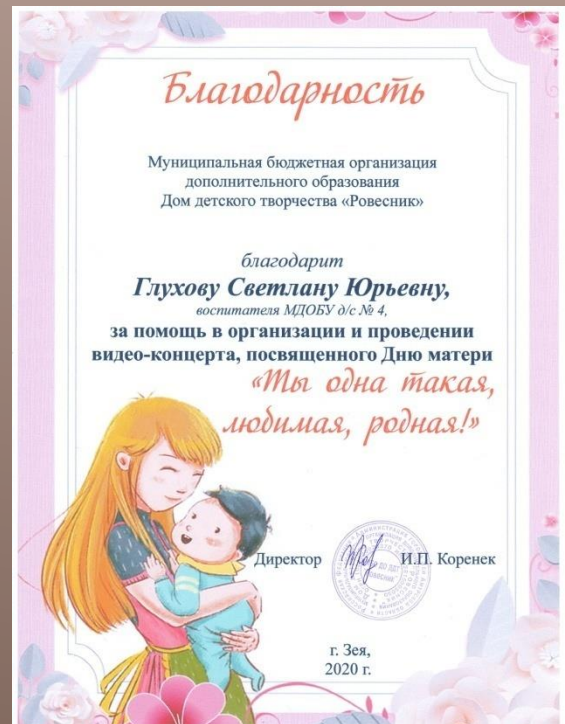 Благодарность
Муниципальная бюджетная организация
дополнительного образования
Дом детского творчества «Ровесник»
благодарит
Глухову Светлану Юрьевну,
воспитателя МДОБУ д/с № 4,
за помощь в организации и проведении
видео-концерта, посвященного Дню матери
«Ты одна такая,
любимая, родная!»
Директор И.П. Коренек
г. Зея,
2020 г.